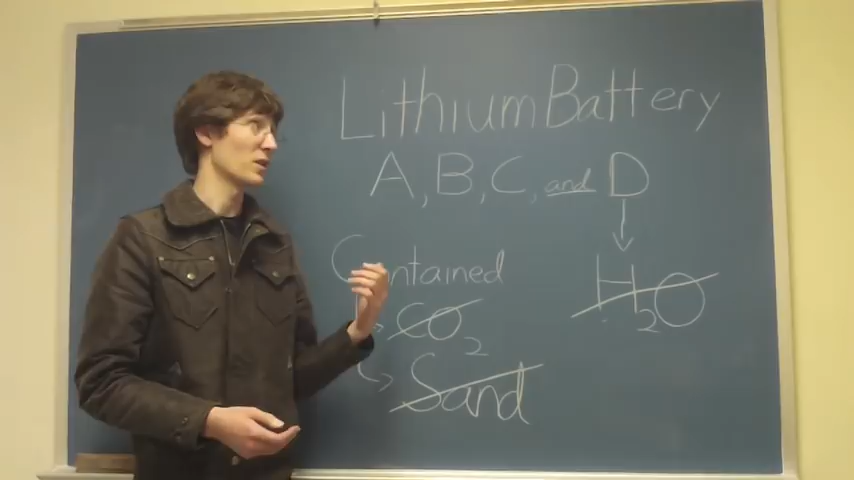 Lithium Battery
A, B, C, and D
Contained
CO2
Sand
H2O